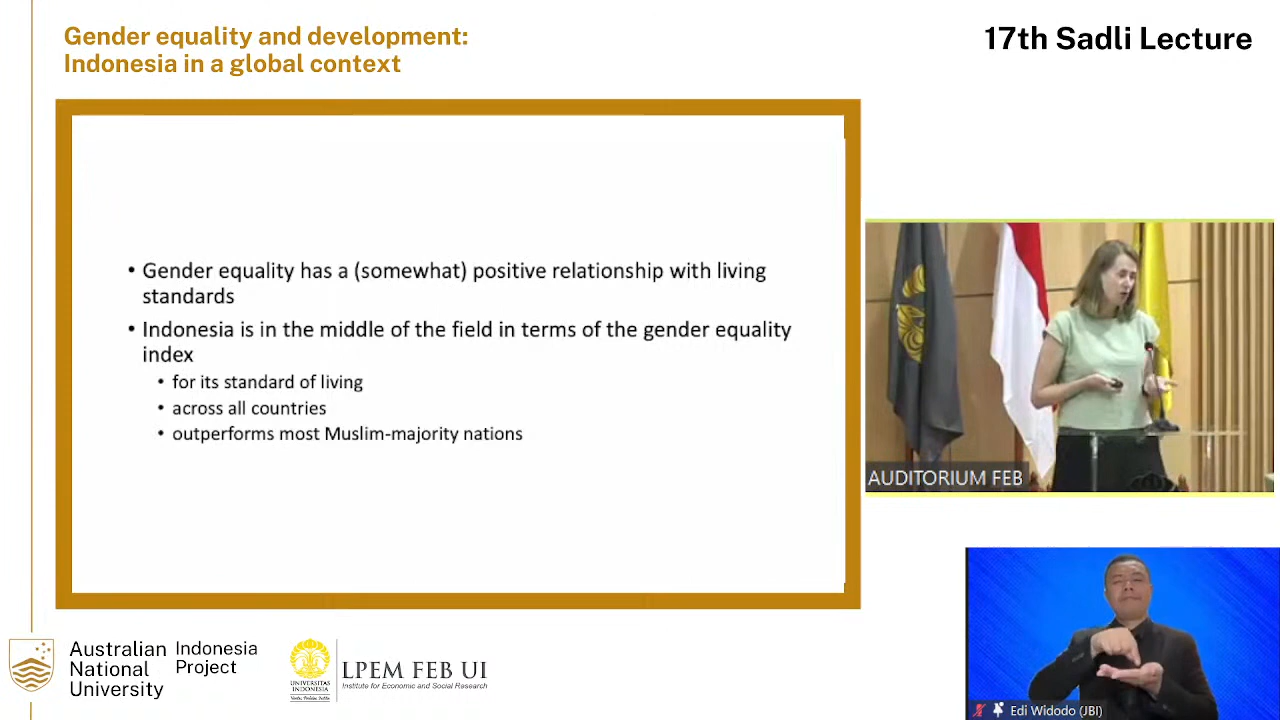 Gender equality and development:
Indonesia in a global context
17th Sadli Lecture
• Gender equality has a (somewhat) positive relationship with living
standards
• Indonesia is in the middle of the field in terms of the gender equality
index
• for its standard of living
• across all countries
• outperforms most Muslim-majority nations
AUDITORIUM FEB
Edi Widodo (JBI)
Australian
National
University
Indonesia
Project
UNIVERSITAS
INDONESIA
LPEM FEB UI
Institute for Economic and Social Research